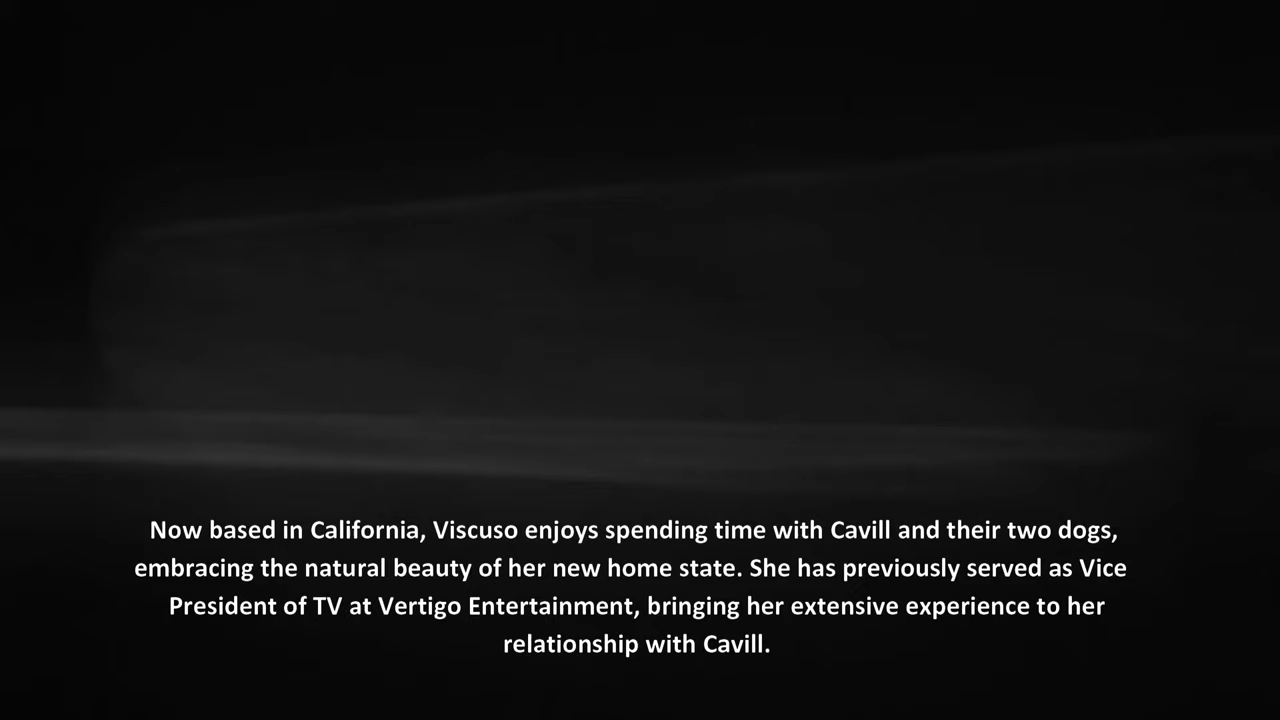 Now based in California, Viscuso enjoys spending time with Cavill and their two dogs,
embracing the natural beauty of her new home state. She has previously served as Vice
President of TV at Vertigo Entertainment, bringing her extensive experience to her
relationship with Cavill.